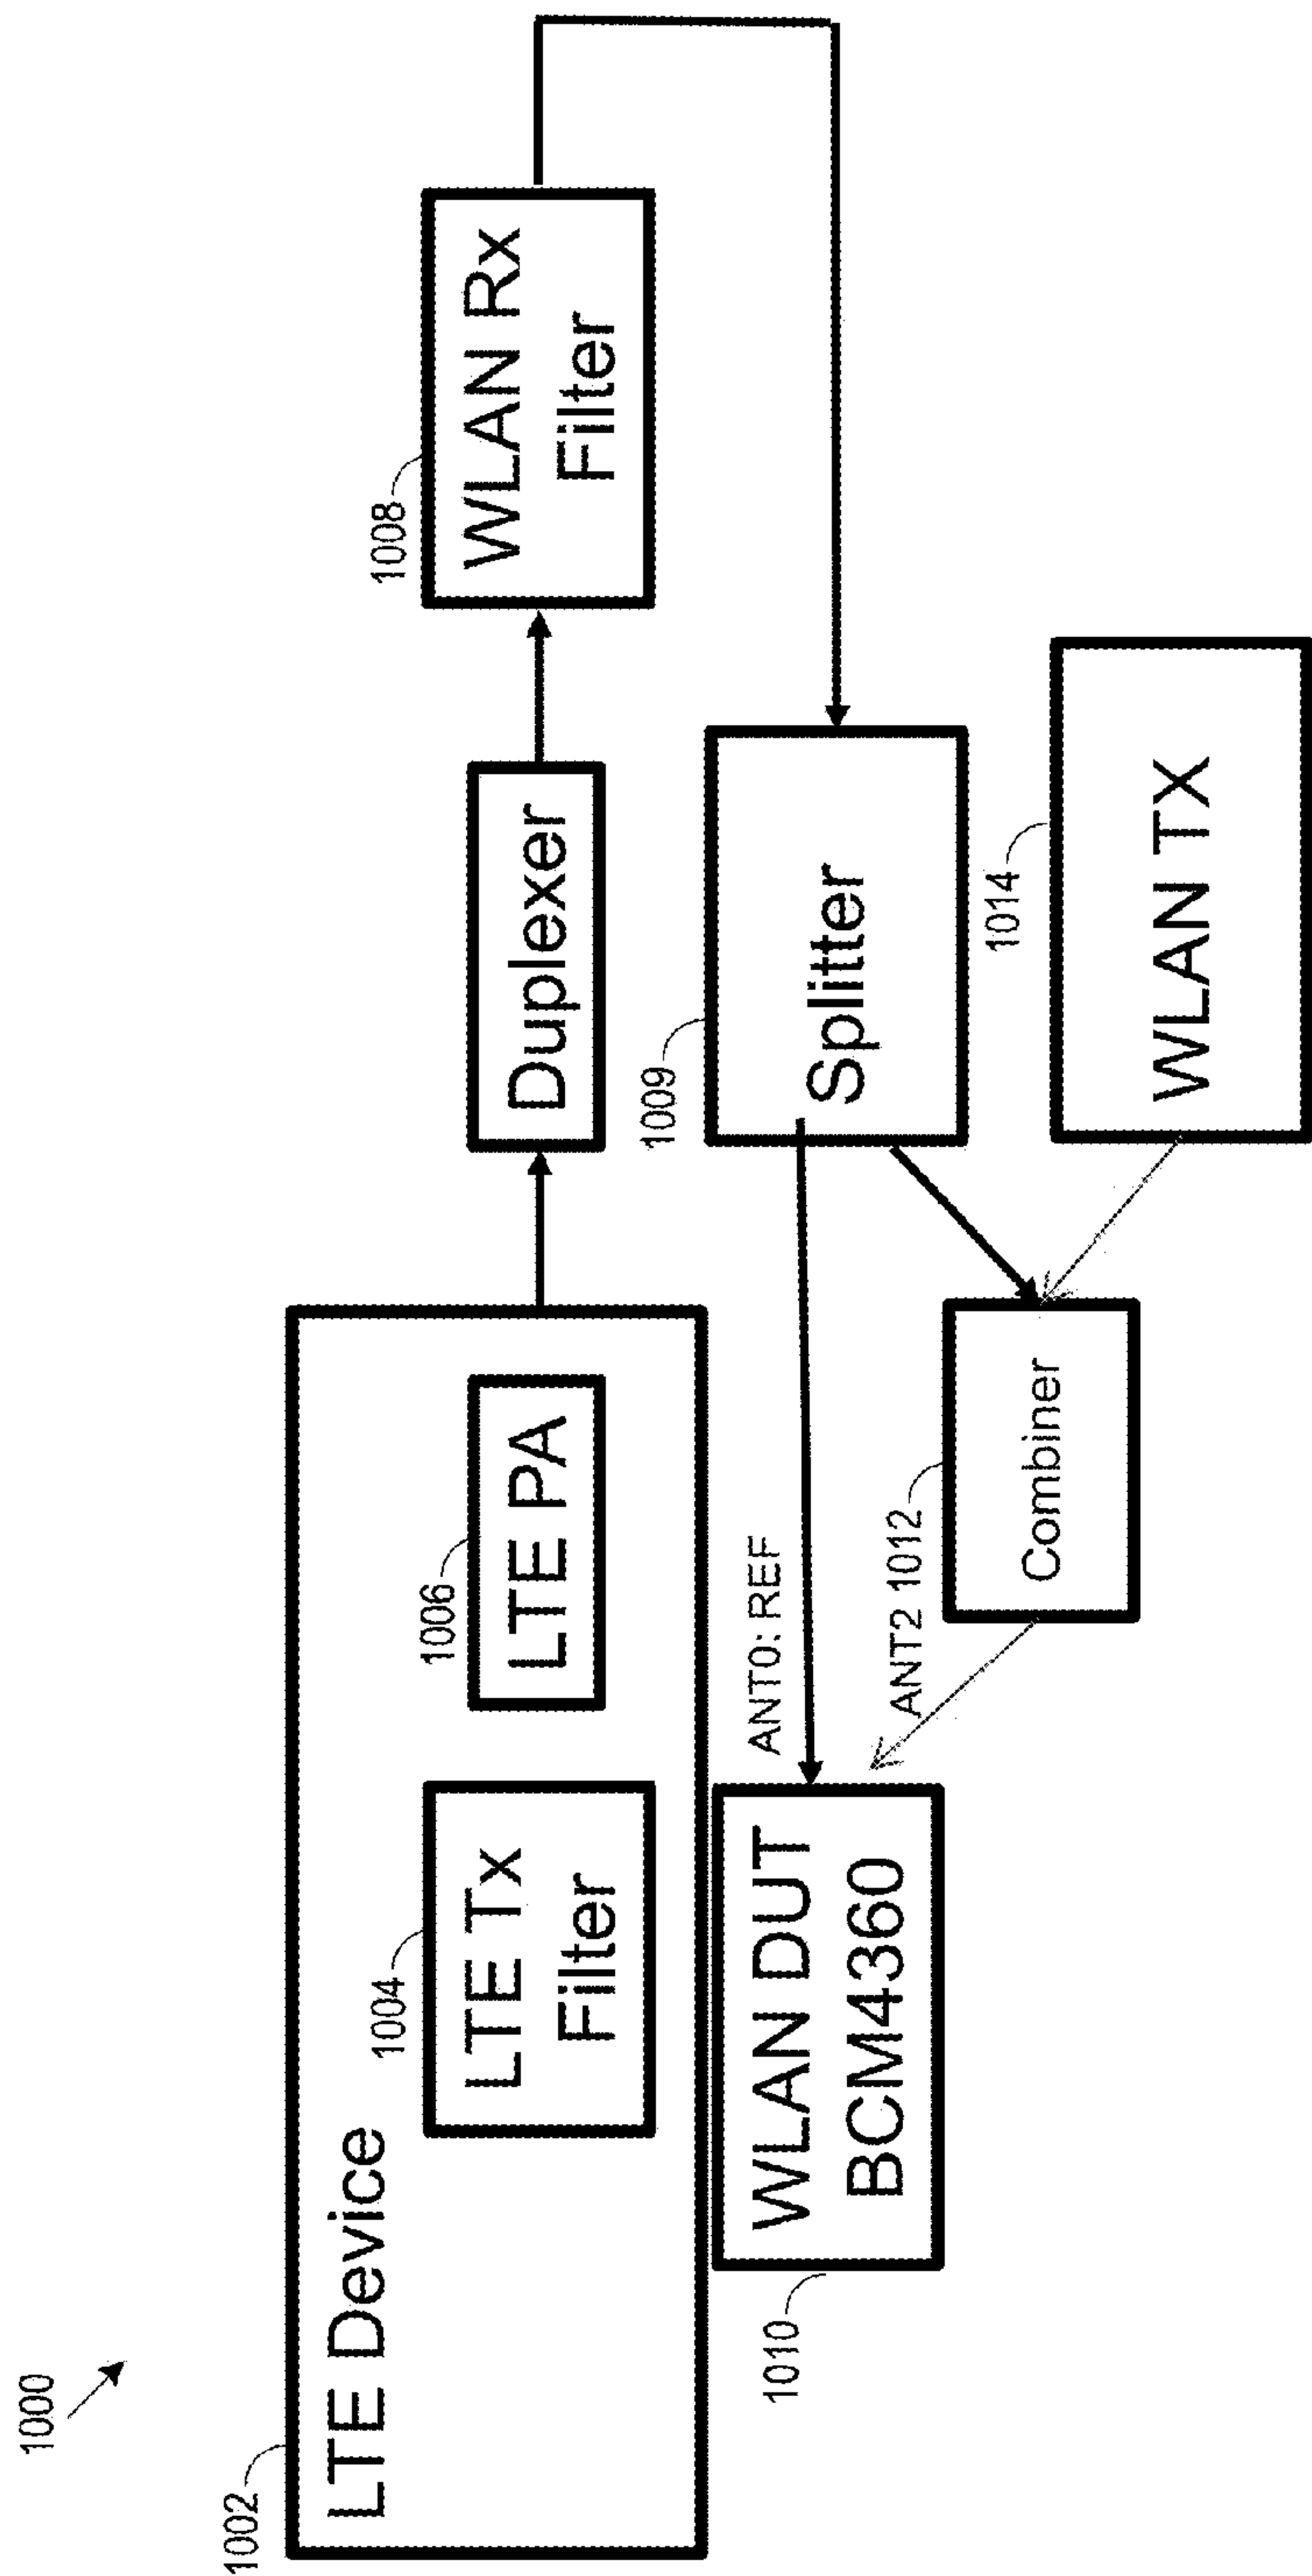 1000
1002
LTE Device
1004
LTE Tx
Filter
1006
LTE PA
Duplexer
1008
WLAN Rx
Filter
1010
WLAN DUT
BCM4360
ANT0: REF
1009
Splitter
ANT2 1012
Combiner
1014
WLAN TX